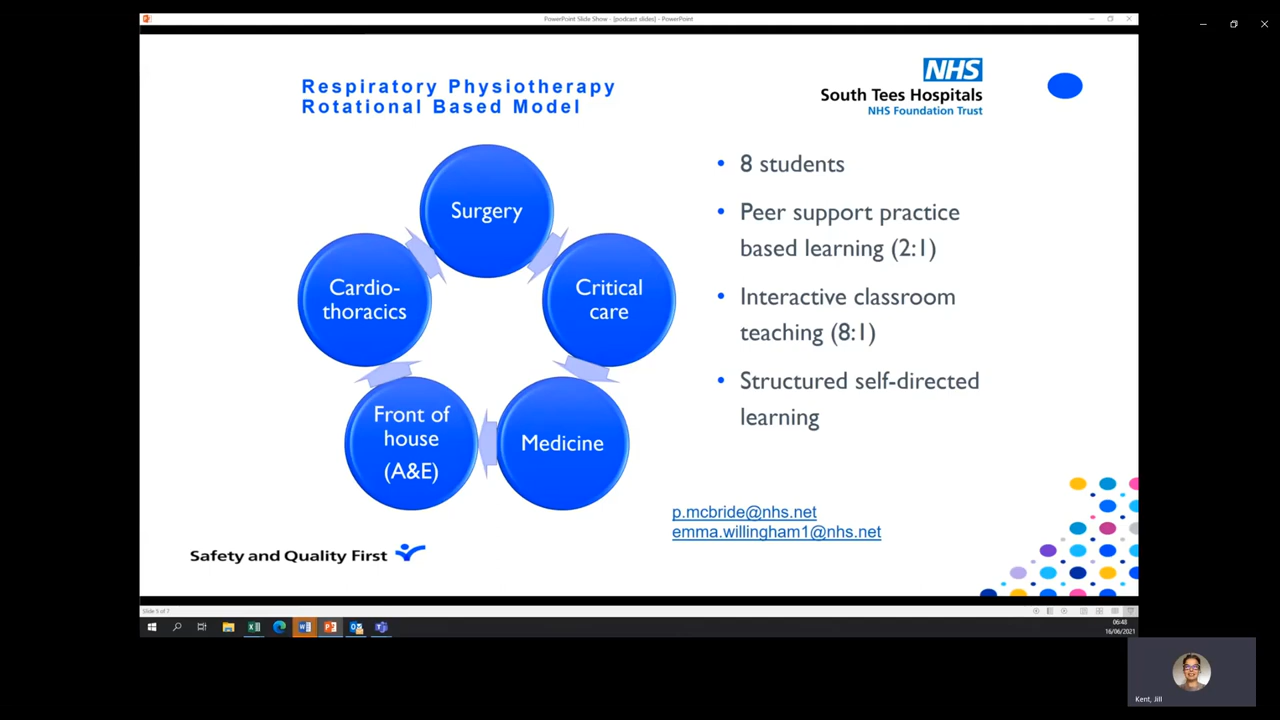 PowerPoint Slide Show - [podcast slides] - PowerPoint
Respiratory Physiotherapy
Rotational Based Model
NHS
South Tees Hospitals
NHS Foundation Trust
Surgery
Cardio-
thoracics
Critical
care
Front of
house
(A&E)
Medicine
• 8 students
• Peer support practice
based learning (2:1)
• Interactive classroom
teaching (8:1)
• Structured self-directed
learning
p.mcbride@nhs.net
emma.willingham1@nhs.net
Safety and Quality First
Slide 5 of 7
06:48
16/06/2021
Kent, Jill